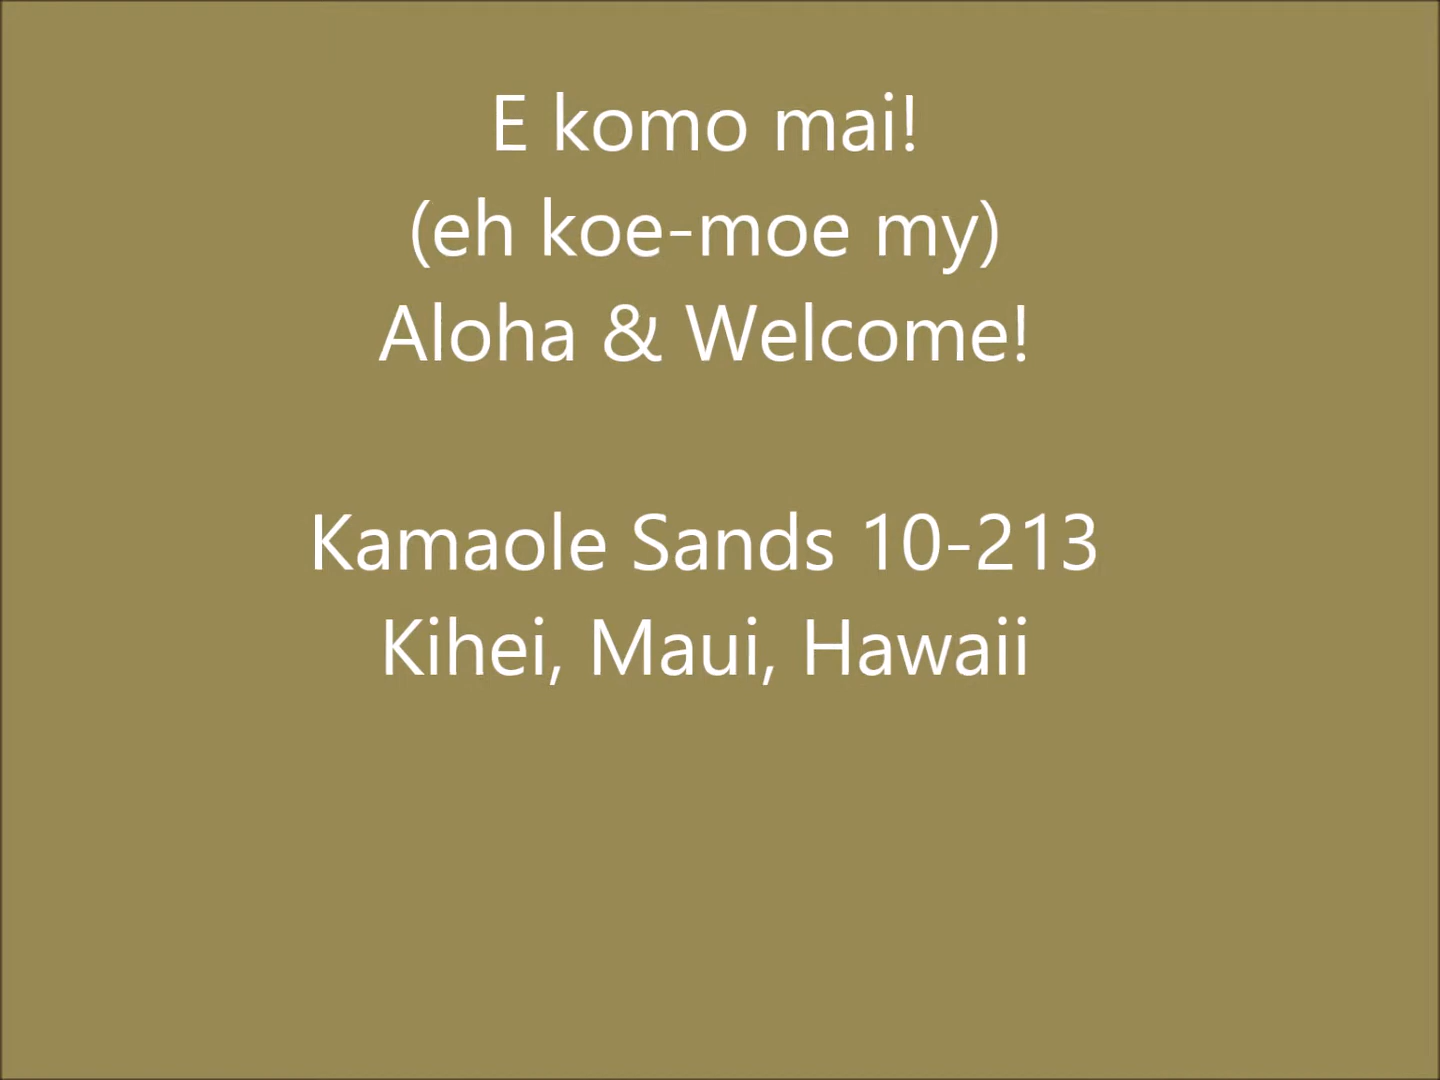 E komo mai!
(eh koe-moe my)
Aloha & Welcome!
Kamaole Sands 10-213
Kihei, Maui, Hawaii